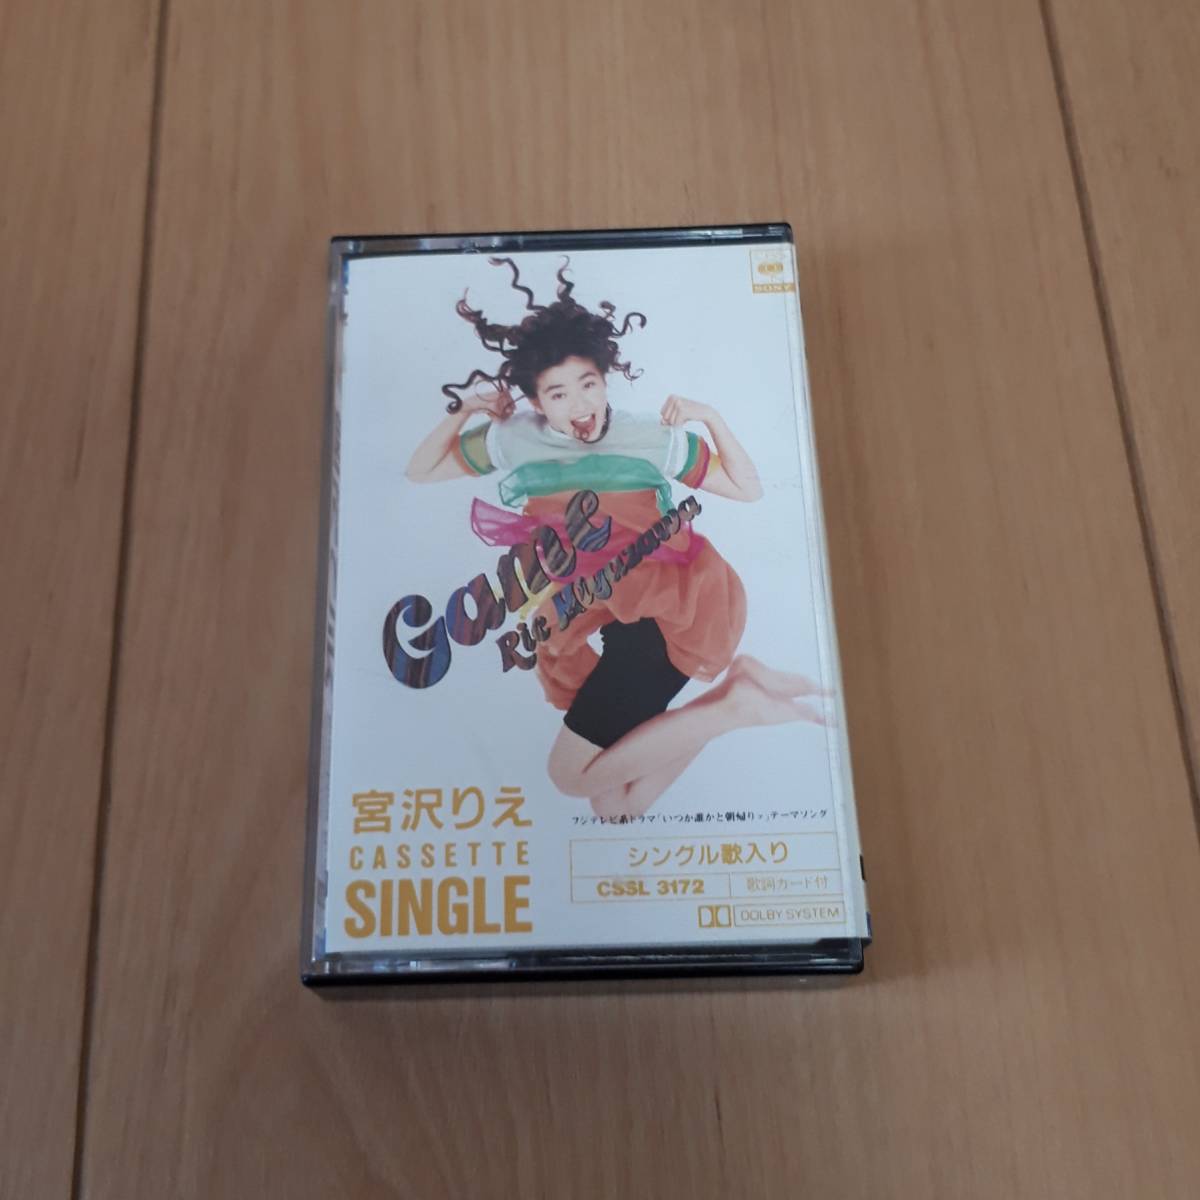 SONY
Game
Rie Miyazawa
宮沢りえ
CASSETTE
SINGLE
フジテレビ系ドラマ「いつか誰かと朝帰りッ」テーマソング
シングル歌入り
CSSL 3172
歌詞カード付
DOLBY SYSTEM